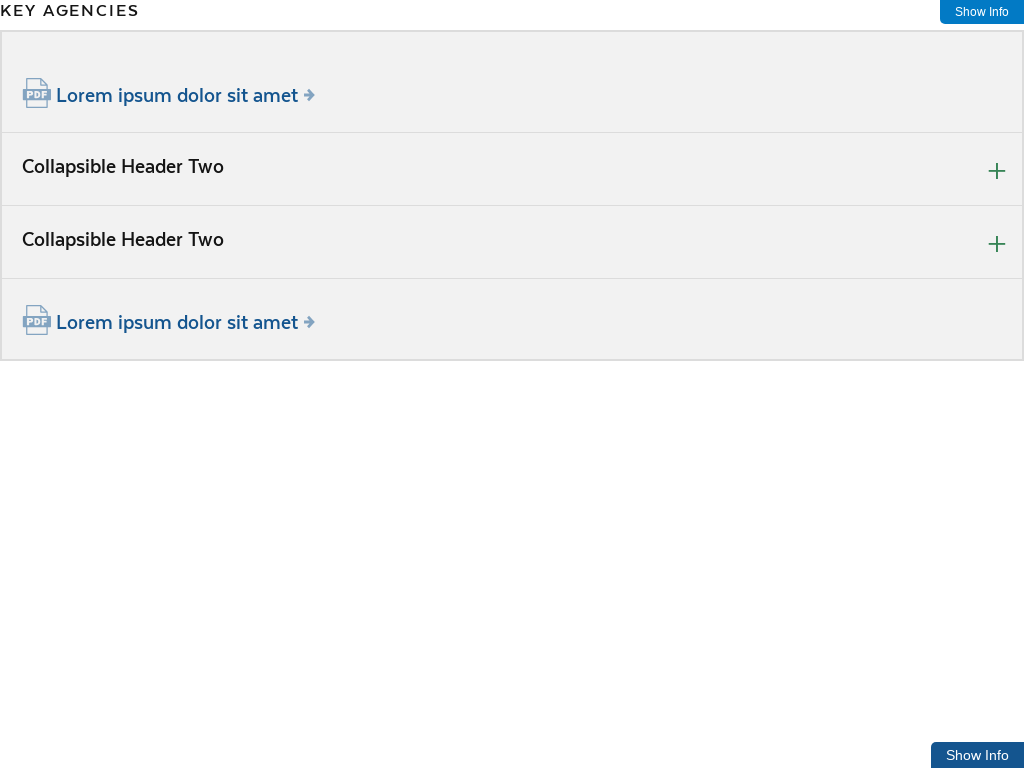 KEY AGENCIES
Show Info
PDF Lorem ipsum dolor sit amet
Collapsible Header Two
Collapsible Header Two
PDF Lorem ipsum dolor sit amet
Show Info